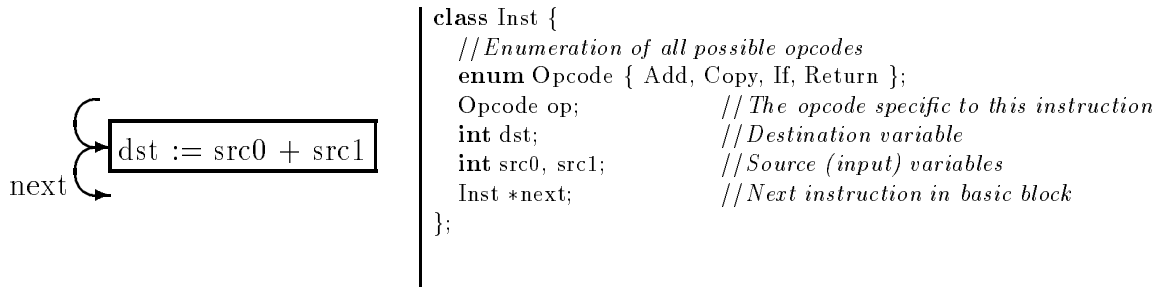 dst := src0 + src1
next
class Inst {
//Enumeration of all possible opcodes
enum Opcode { Add, Copy, If, Return };
Opcode op; //The opcode specific to this instruction
int dst; //Destination variable
int src0, src1; //Source (input) variables
Inst *next; //Next instruction in basic block
};